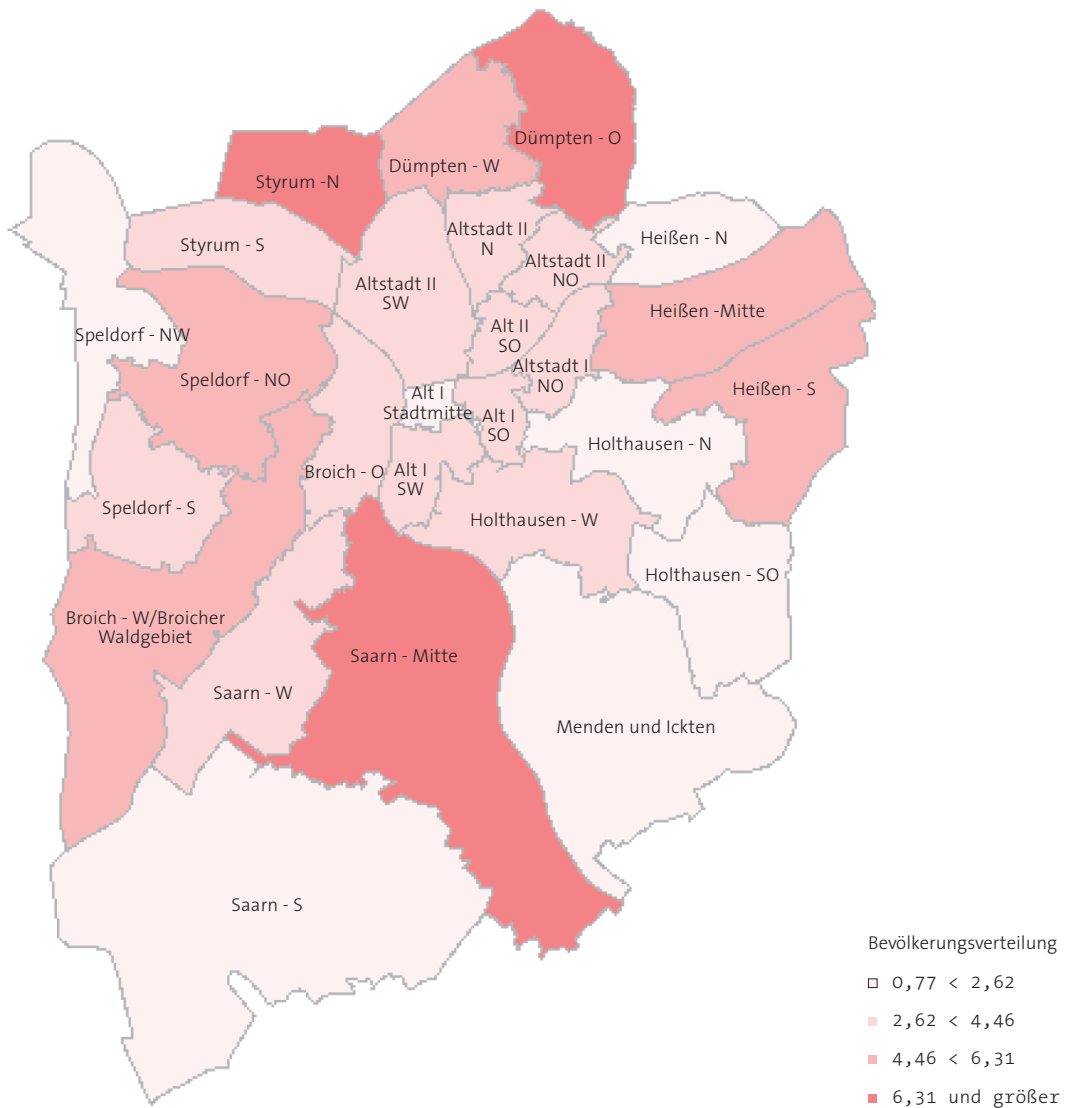 Dümpten - O
Dümpten - W
Styrum -N
Altstadt II
N
Heißen - N
Styrum - S
Altstadt II
NO
Altstadt II
SW
Heißen -Mitte
Speldorf - NW
Alt II
SO
Altstadt I
NO
Speldorf - NO
Heißen - S
Alt I
Stadtmitte
Alt I
SO
Holthausen - N
Broich - O
Alt I
SW
Speldorf - S
Holthausen - W
Holthausen - SO
Broich - W/Broicher
Waldgebiet
Saarn - Mitte
Saarn - W
Menden und Ickten
Saarn - S
Bevölkerungsverteilung
0,77 < 2,62
2,62 < 4,46
4,46 < 6,31
6,31 und größer